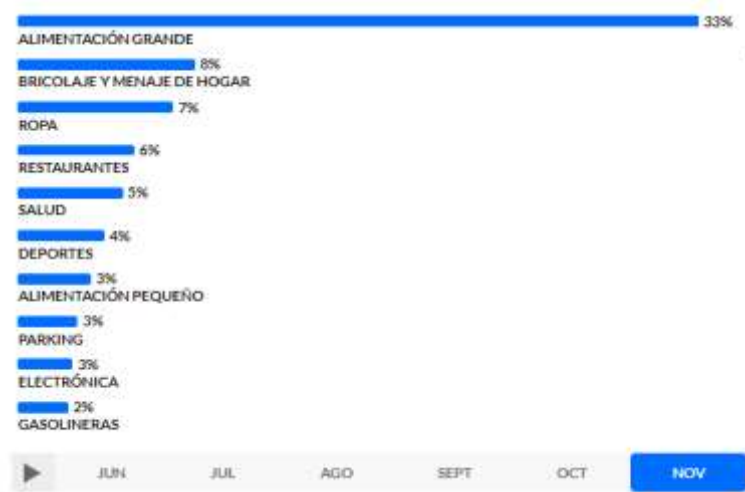 33%
ALIMENTACIÓN GRANDE
8%
BRICOLAJE Y MENAJE DE HOGAR
7%
ROPA
6%
RESTAURANTES
5%
SALUD
4%
DEPORTES
3%
ALIMENTACIÓN PEQUEÑO
3%
PARKING
3%
ELECTRÓNICA
2%
GASOLINERAS
JUN JUL AGO SEPT OCT NOV